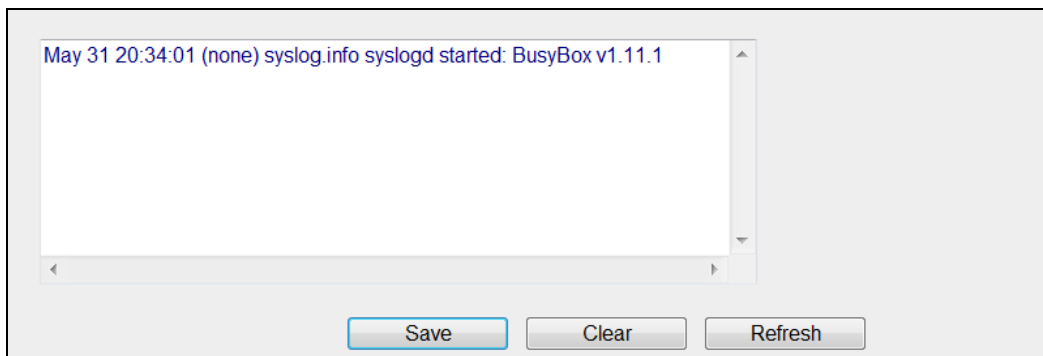 May 31 20:34:01 (none) syslog.info syslogd started: BusyBox v1.11.1
Save Clear Refresh